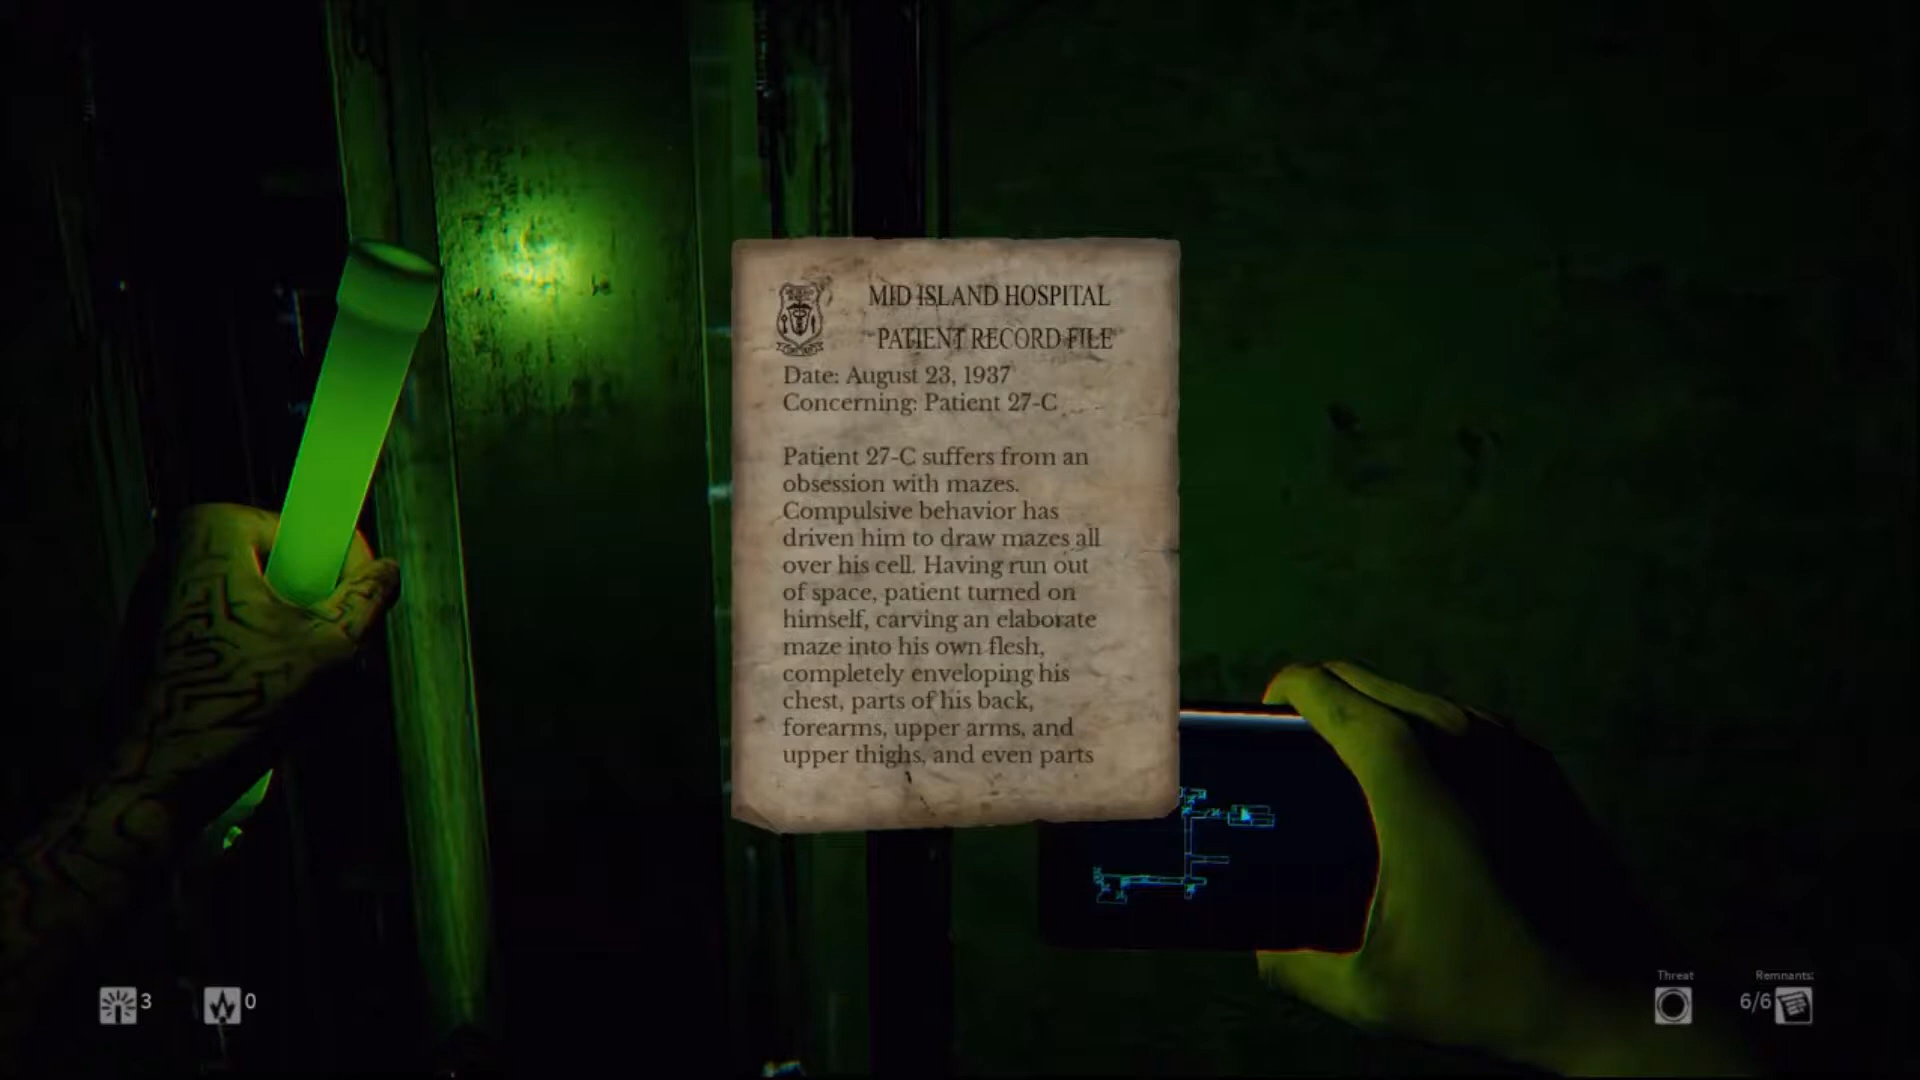 MID ISLAND HOSPITAL
PATIENT RECORD FILE
Date: August 23, 1937
Concerning: Patient 27-C
Patient 27-C suffers from an
obsession with mazes.
Compulsive behavior has
driven him to draw mazes all
over his cell. Having run out
of space, patient turned on
himself, carving an elaborate
maze into his own flesh,
completely enveloping his
chest, parts of his back,
forearms, upper arms, and
upper thighs, and even parts
3
0
Threat
Remnants:
6/6